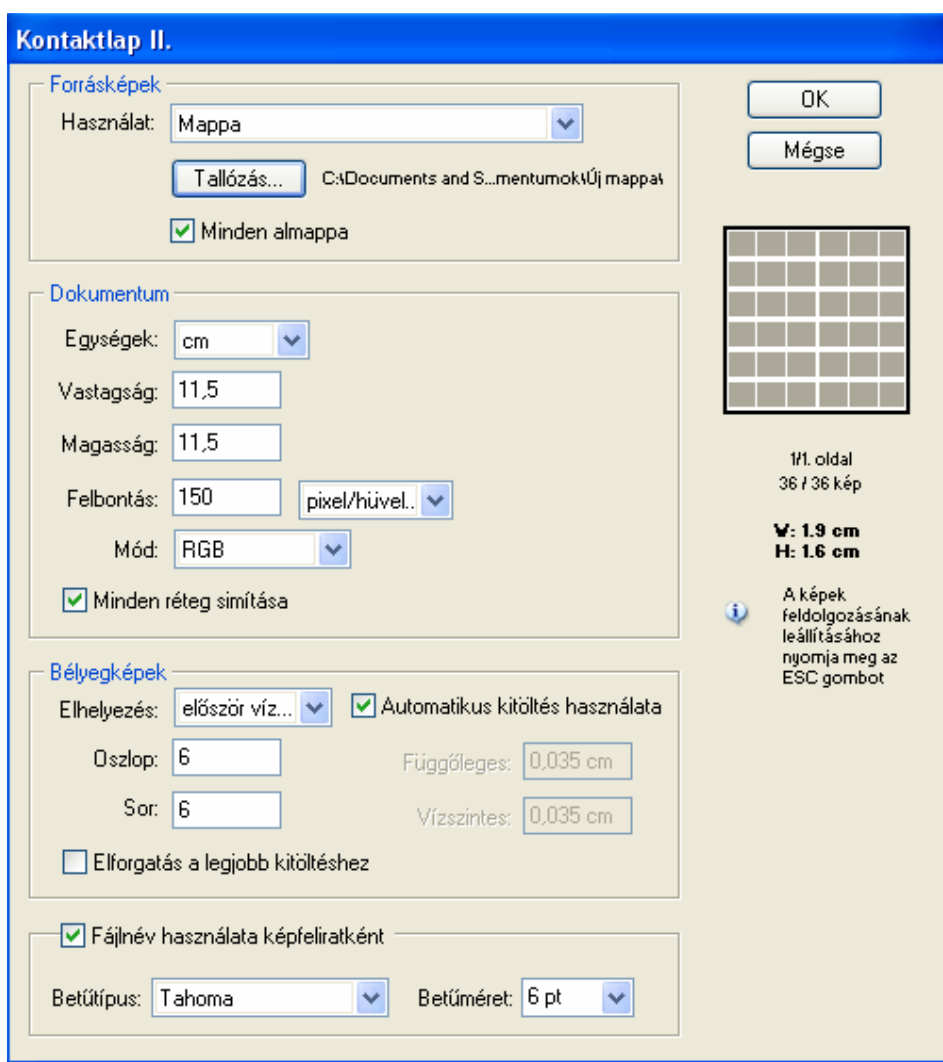 Kontaktlap II.
Forrásképek
Használat: Mappa
Tallózás... C:\Documents and S...mentumok\Új mappa\
Minden almappa
OK
Mégse
Dokumentum
Egységek: cm
Vastagság: 11,5
Magasság: 11,5
Felbontás: 150 pixel/hüvel..
Mód: RGB
Minden réteg simítása
1/1. oldal
36 / 36 kép
W: 1.9 cm
H: 1.6 cm
A képek
feldolgozásának
leállításához
nyomja meg az
ESC gombot
Bélyegképek
Elhelyezés: először víz... Automatikus kitöltés használata
Oszlop: 6 Függőleges: 0,035 cm
Sor: 6 Vízszintes: 0,035 cm
Elforgatás a legjobb kitöltéshez
Fájlnév használata képfeliratként
Betűtípus: Tahoma Betűméret: 6 pt